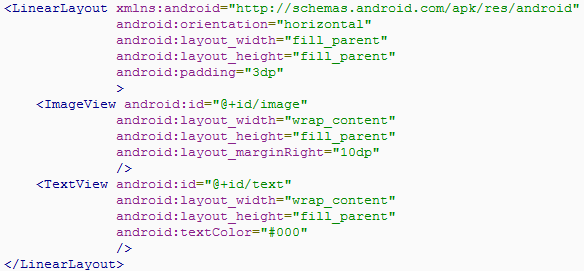 <LinearLayout xmlns:android="http://schemas.android.com/apk/res/android"
android:orientation="horizontal"
android:layout_width="fill_parent"
android:layout_height="fill_parent"
android:padding="3dp"
>
<ImageView android:id="@+id/image"
android:layout_width="wrap_content"
android:layout_height="fill_parent"
android:layout_marginRight="10dp"
/>
<TextView android:id="@+id/text"
android:layout_width="wrap_content"
android:layout_height="fill_parent"
android:textColor="#000"
/>
</LinearLayout>